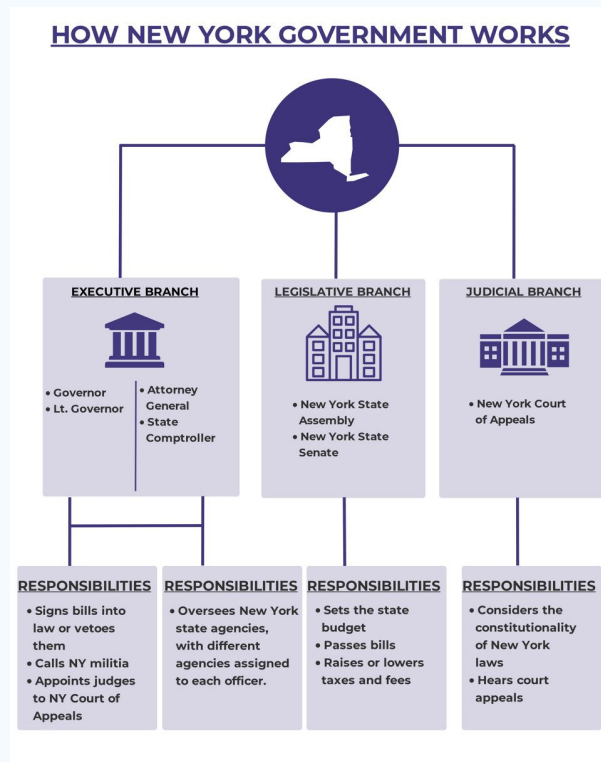 HOW NEW YORK GOVERNMENT WORKS
EXECUTIVE BRANCH
• Governor
• Lt. Governor
• Attorney
General
• State
Comptroller
LEGISLATIVE BRANCH
• New York State
Assembly
• New York State
Senate
JUDICIAL BRANCH
• New York Court
of Appeals
RESPONSIBILITIES
• Signs bills into
law or vetoes
them
• Calls NY militia
• Appoints judges
to NY Court of
Appeals
RESPONSIBILITIES
• Oversees New York
state agencies,
with different
agencies assigned
to each officer.
RESPONSIBILITIES
• Sets the state
budget
• Passes bills
• Raises or lowers
taxes and fees
RESPONSIBILITIES
• Considers the
constitutionality
of New York
laws
• Hears court
appeals